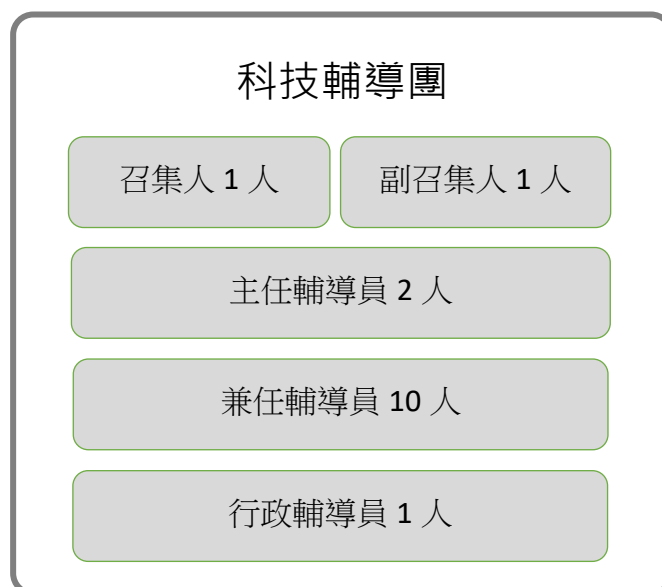 科技輔導團
召集人 1 人
副召集人 1 人
主任輔導員 2 人
兼任輔導員 10 人
行政輔導員 1 人